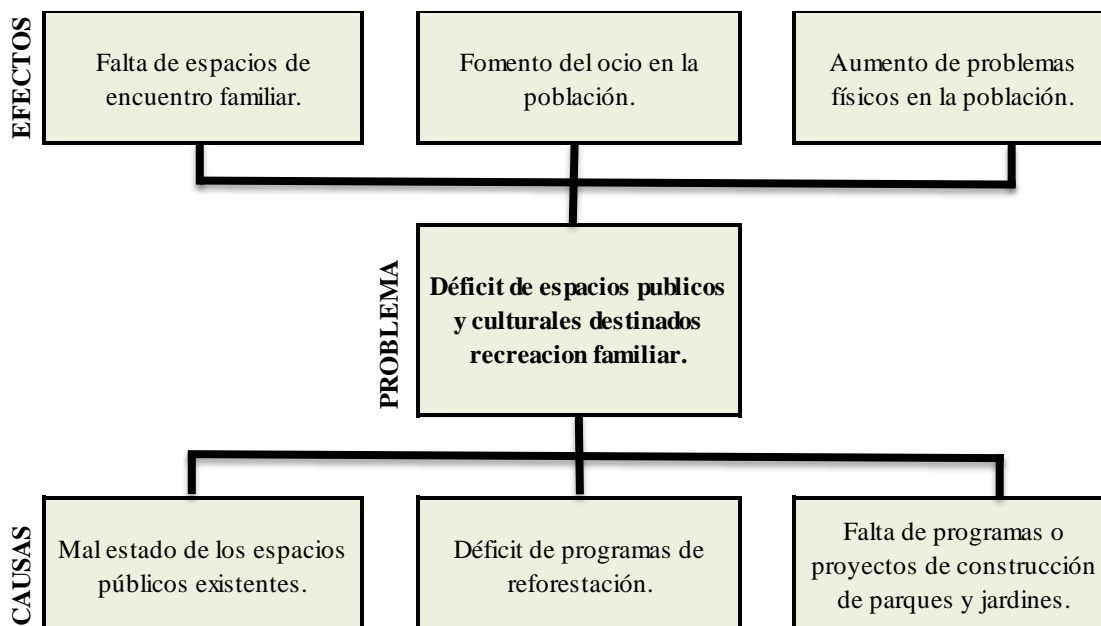 EFECTOS
Falta de espacios de
encuentro familiar.
Fomento del ocio en la
población.
Aumento de problemas
físicos en la población.
PROBLEMA
Déficit de espacios publicos
y culturales destinados
recreacion familiar.
CAUSAS
Mal estado de los espacios
públicos existentes.
Déficit de programas de
reforestación.
Falta de programas o
proyectos de construcción
de parques y jardines.